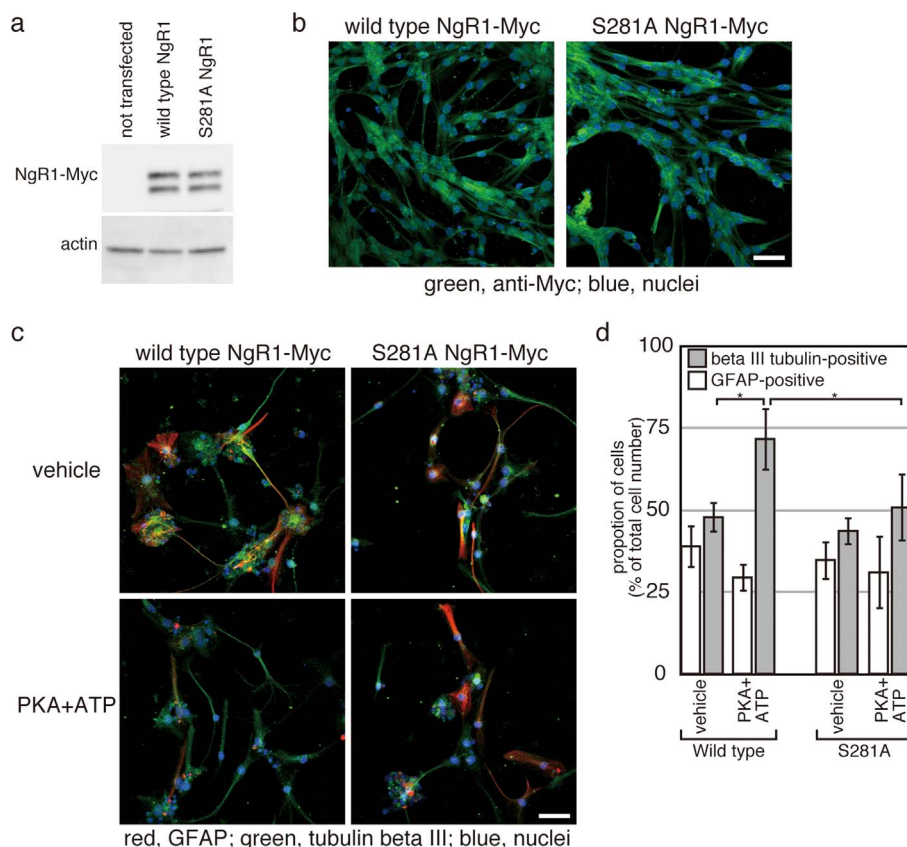 a
not transfected
wild type NgR1
S281A NgR1
NgR1-Myc
actin
b
wild type NgR1-Myc
S281A NgR1-Myc
green, anti-Myc; blue, nuclei
c
wild type NgR1-Myc
S281A NgR1-Myc
vehicle
PKA+ATP
red, GFAP; green, tubulin beta III; blue, nuclei
d
100
75
50
25
0
propotion of cells
(% of total cell number)
beta III tubulin-positive
GFAP-positive
*
*
vehicle
PKA+
ATP
vehicle
PKA+
ATP
Wild type
S281A